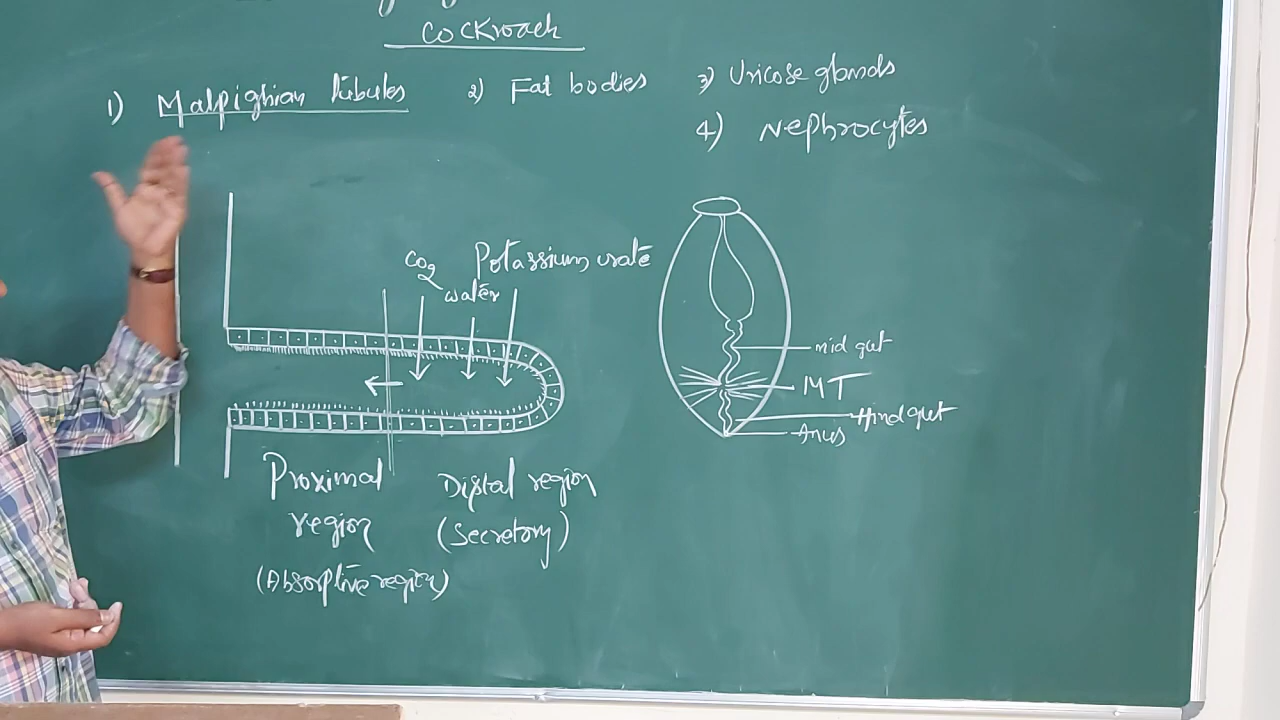 Cockroach
1) Malpighian tubules 2) Fat bodies 3) Uricose glands
4) Nephrocytes
CO2 Potassium urate
water
mid gut
MT
Hind gut
Anus
Proximal region
(Absorptive region)
Distal region
(Secretory)